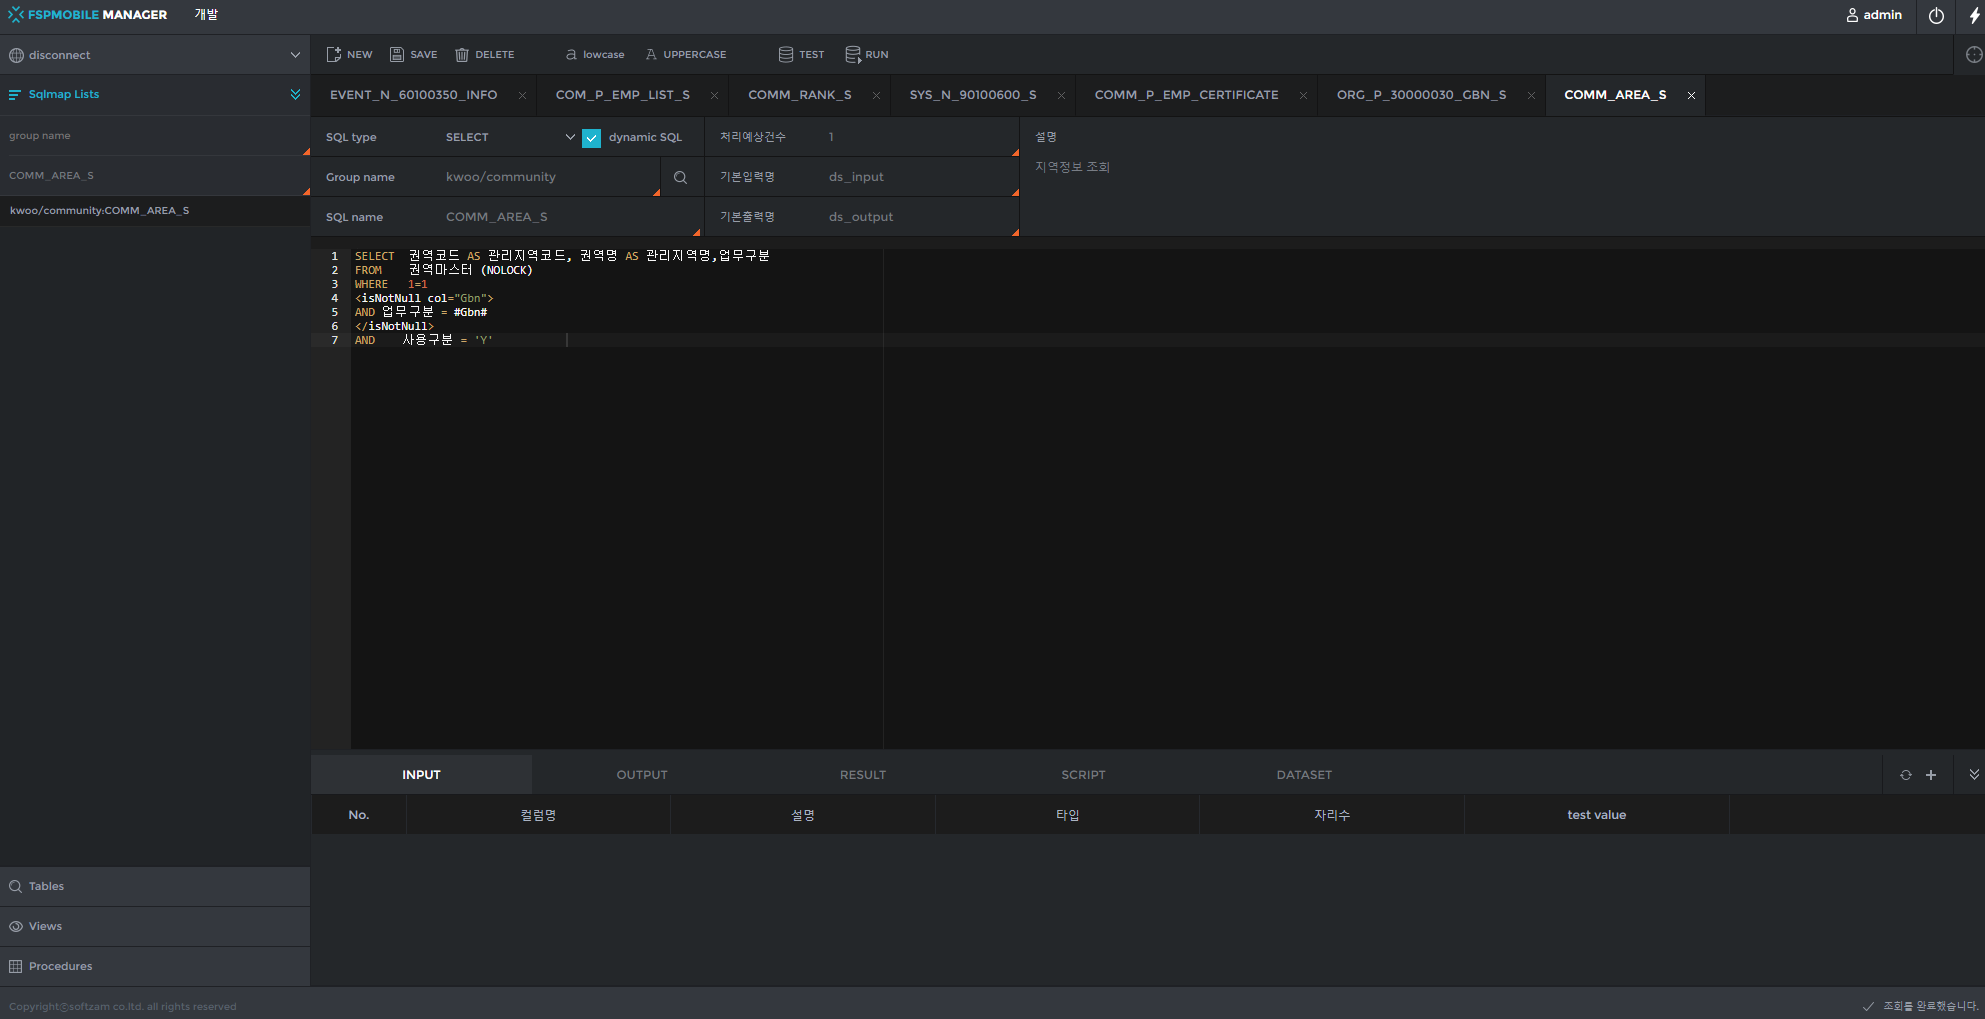 FSPMOBILE MANAGER 개발 admin
disconnect
NEW SAVE DELETE lowcase UPPERCASE TEST RUN
Sqlmap Lists
EVENT_N_60100350_INFO COM_P_EMP_LIST_S COMM_RANK_S SYS_N_90100600_S COMM_P_EMP_CERTIFICATE ORG_P_30000030_GBN_S COMM_AREA_S
group name
COMM_AREA_S
kwoo/community:COMM_AREA_S
SQL type SELECT dynamic SQL 처리예상건수 1 설명
지역정보 조회
Group name kwoo/community 기본입력명 ds_input
SQL name COMM_AREA_S 기본출력명 ds_output
1 SELECT 권역코드 AS 관리지역코드, 권역명 AS 관리지역명,업무구분
2 FROM 권역마스터 (NOLOCK)
3 WHERE 1=1
4 <isNotNull col="Gbn">
5 AND 업무구분 = #Gbn#
6 </isNotNull>
7 AND 사용구분 = 'Y'
INPUT OUTPUT RESULT SCRIPT DATASET
No. 컬럼명 설명 타입 자리수 test value
Tables
Views
Procedures
Copyrightⓒsoftzam co.ltd. all rights reserved 조회를 완료했습니다.